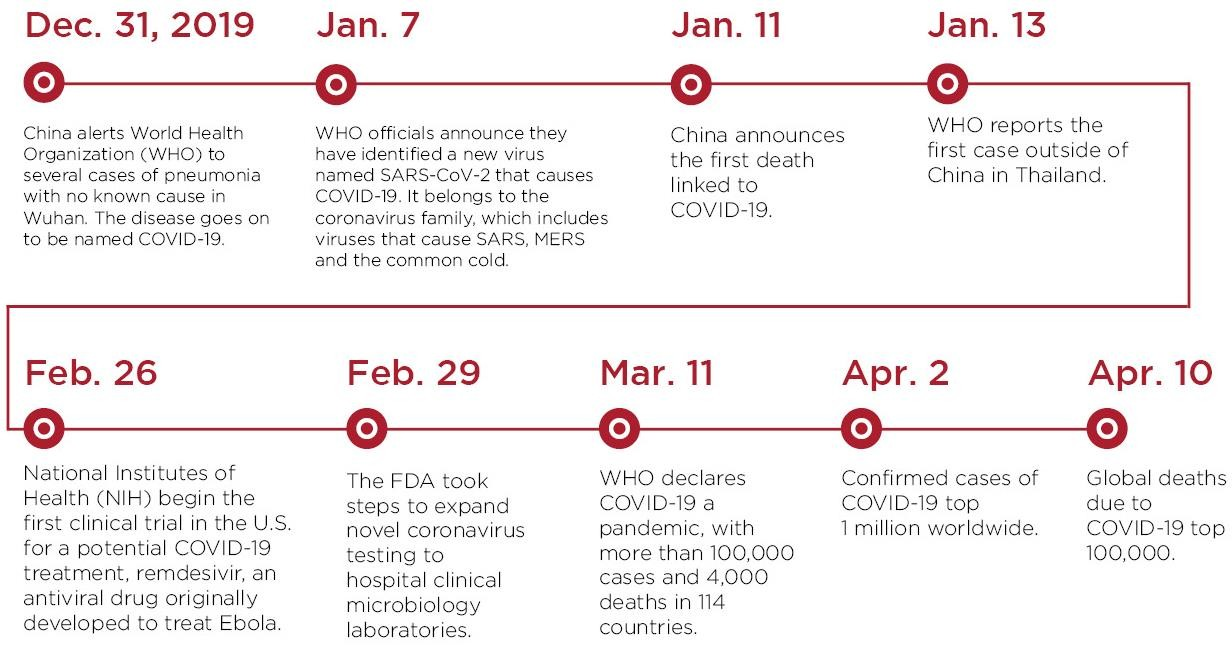 Dec. 31, 2019
China alerts World Health
Organization (WHO) to
several cases of pneumonia
with no known cause in
Wuhan. The disease goes on
to be named COVID-19.
Jan. 7
WHO officials announce they
have identified a new virus
named SARS-CoV-2 that causes
COVID-19. It belongs to the
coronavirus family, which includes
viruses that cause SARS, MERS
and the common cold.
Jan. 11
China announces
the first death
linked to
COVID-19.
Jan. 13
WHO reports the
first case outside of
China in Thailand.
Feb. 26
National Institutes of
Health (NIH) begin the
first clinical trial in the U.S.
for a potential COVID-19
treatment, remdesivir, an
antiviral drug originally
developed to treat Ebola.
Feb. 29
The FDA took
steps to expand
novel coronavirus
testing to
hospital clinical
microbiology
laboratories.
Mar. 11
WHO declares
COVID-19 a
pandemic, with
more than 100,000
cases and 4,000
deaths in 114
countries.
Apr. 2
Confirmed cases of
COVID-19 top
1 million worldwide.
Apr. 10
Global deaths
due to
COVID-19 top
100,000.